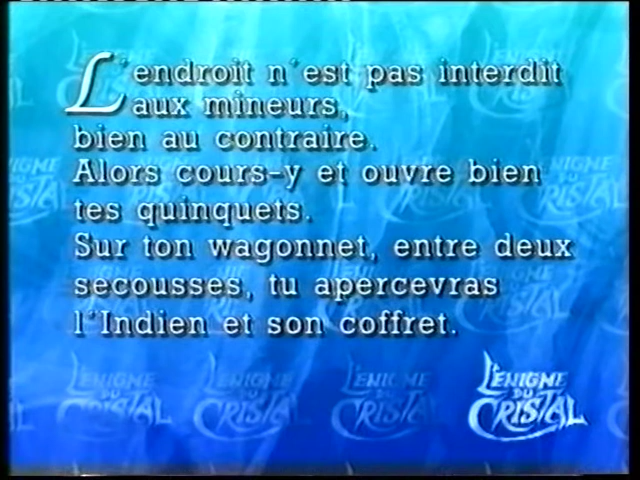 L'endroit n'est pas interdit
aux mineurs,
bien au contraire.
Alors cours-y et ouvre bien
tes quinquets.
Sur ton wagonnet, entre deux
secousses, tu apercevras
l'Indien et son coffret.
L'ENIGME
DU
CRISTAL